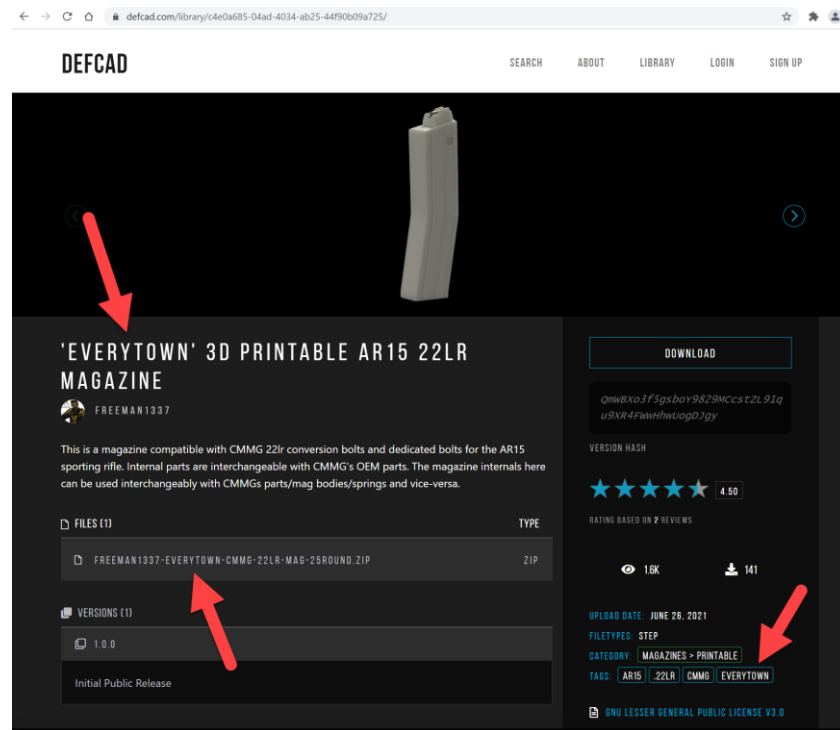 defcad.com/library/c4e0a685-04ad-4034-ab25-44f90b09a725/
DEFCAD
SEARCH ABOUT LIBRARY LOGIN SIGN UP
'EVERYTOWN' 3D PRINTABLE AR15 22LR
MAGAZINE
FREEMAN1337
This is a magazine compatible with CMMG 22lr conversion bolts and dedicated bolts for the AR15
sporting rifle. Internal parts are interchangeable with CMMG's OEM parts. The magazine internals here
can be used interchangeably with CMMGs parts/mag bodies/springs and vice-versa.
FILES (1) TYPE
FREEMAN1337-EVERYTOWN-CMMG-22LR-MAG-25ROUND.ZIP ZIP
VERSIONS (1)
1.0.0
Initial Public Release
DOWNLOAD
VERSION HASH
4.50
RATING BASED ON 2 REVIEWS
1.6K 141
UPLOAD DATE: JUNE 26, 2021
FILETYPES: STEP
CATEGORY: MAGAZINES > PRINTABLE
TAGS: AR15 .22LR CMMG EVERYTOWN
GNU LESSER GENERAL PUBLIC LICENSE V3.0